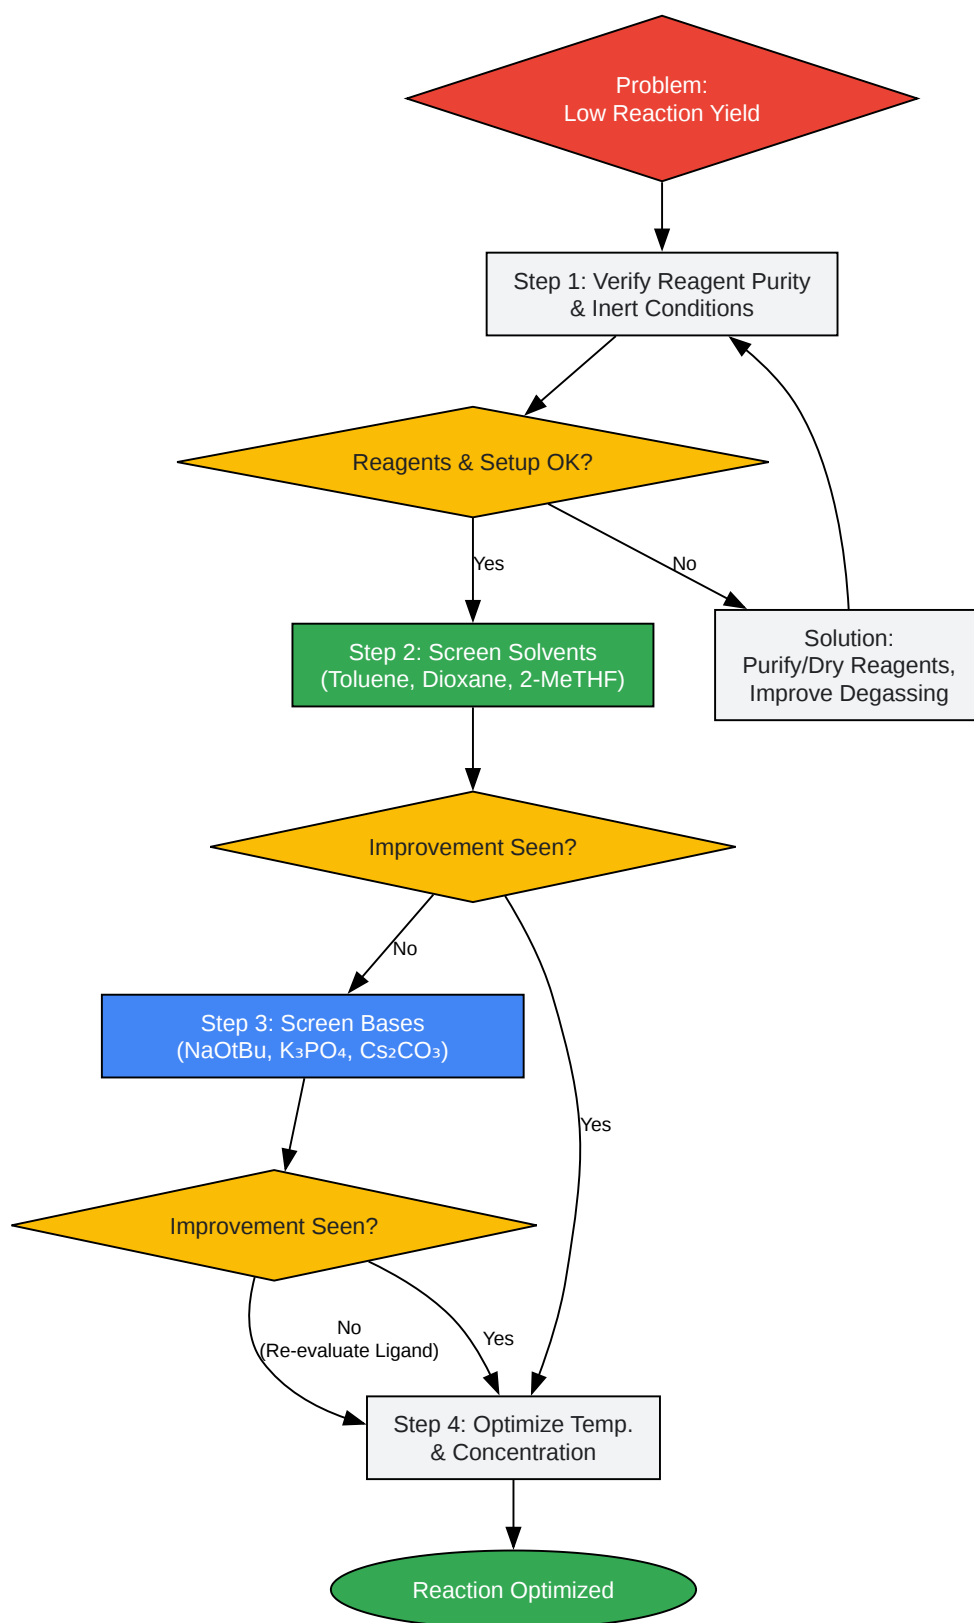 Problem:
Low Reaction Yield
Step 1: Verify Reagent Purity
& Inert Conditions
Reagents & Setup OK?
Yes
No
Solution:
Purify/Dry Reagents,
Improve Degassing
Step 2: Screen Solvents
(Toluene, Dioxane, 2-MeTHF)
Improvement Seen?
No
Step 3: Screen Bases
(NaOtBu, K₃PO₄, Cs₂CO₃)
Yes
Improvement Seen?
No
(Re-evaluate Ligand)
Yes
Step 4: Optimize Temp.
& Concentration
Reaction Optimized